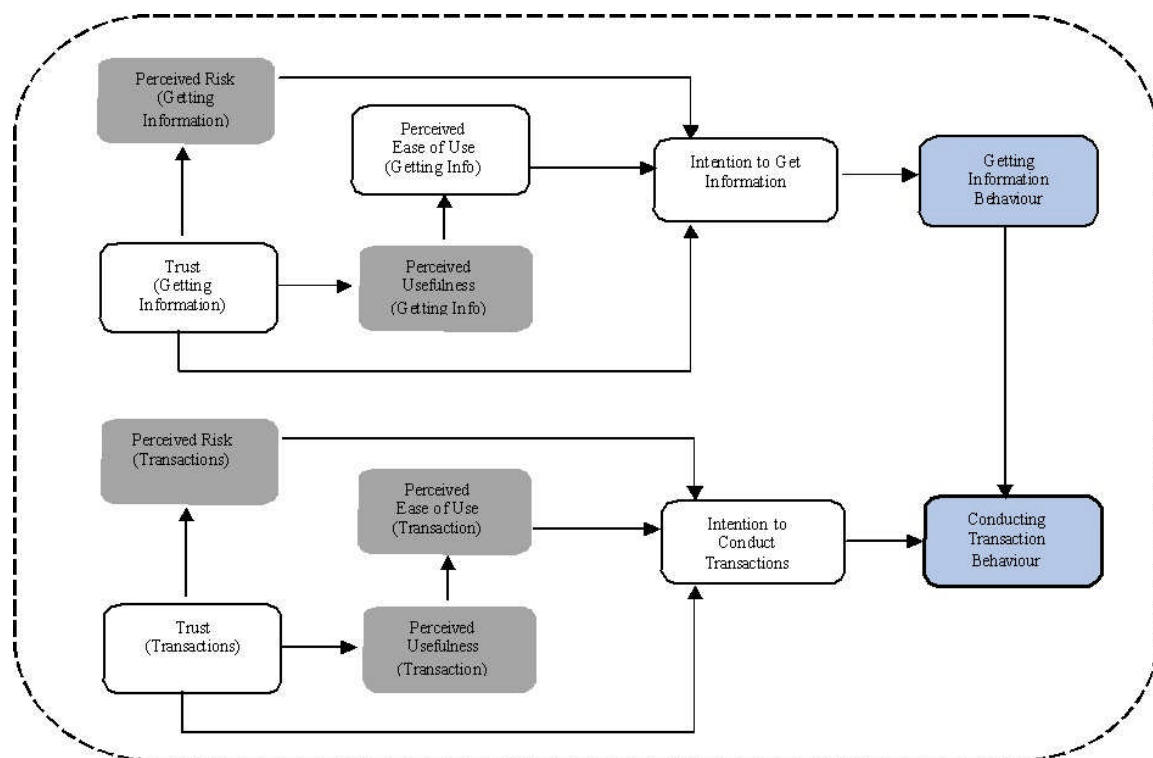 Perceived Risk
(Getting
Information)
Perceived
Ease of Use
(Getting Info)
Intention to Get
Information
Getting
Information
Behaviour
Trust
(Getting
Information)
Perceived
Usefulness
(Getting Info)
Perceived Risk
(Transactions)
Perceived
Ease of Use
(Transaction)
Intention to
Conduct
Transactions
Conducting
Transaction
Behaviour
Trust
(Transactions)
Perceived
Usefulness
(Transaction)